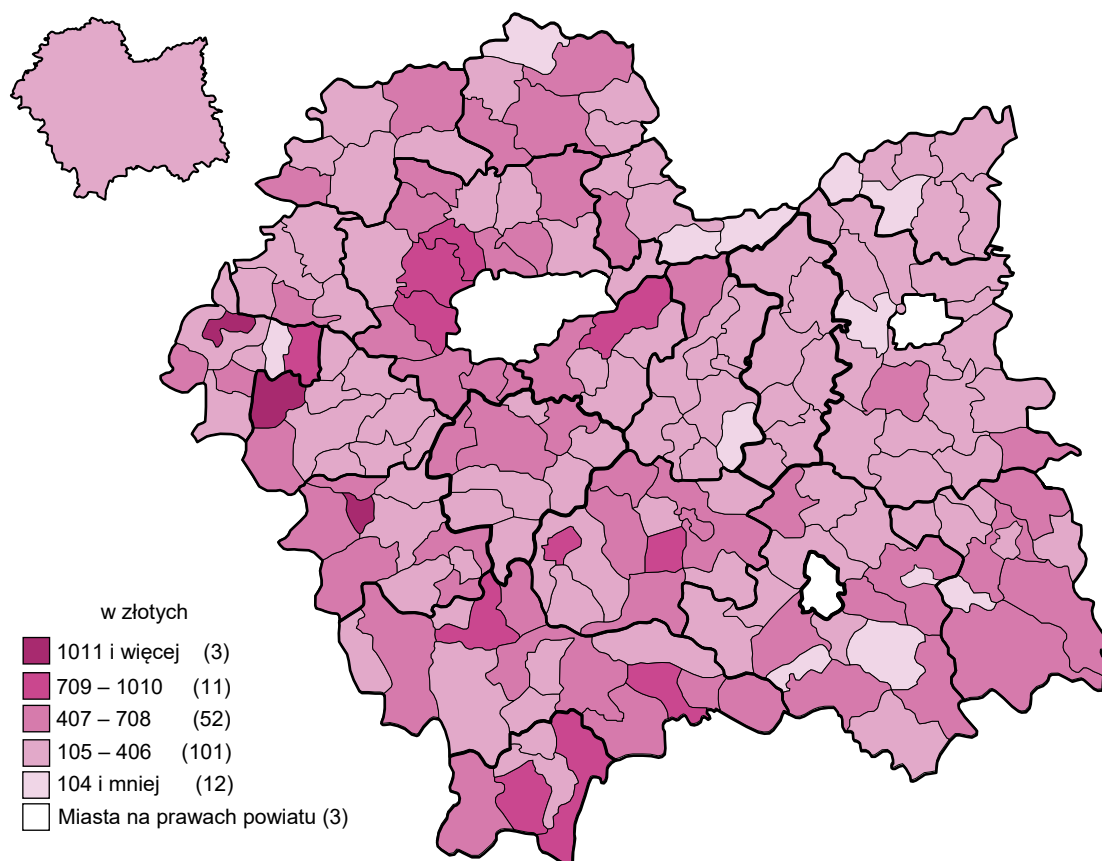 w złotych
1011 i więcej (3)
709 – 1010 (11)
407 – 708 (52)
105 – 406 (101)
104 i mniej (12)
Miasta na prawach powiatu (3)